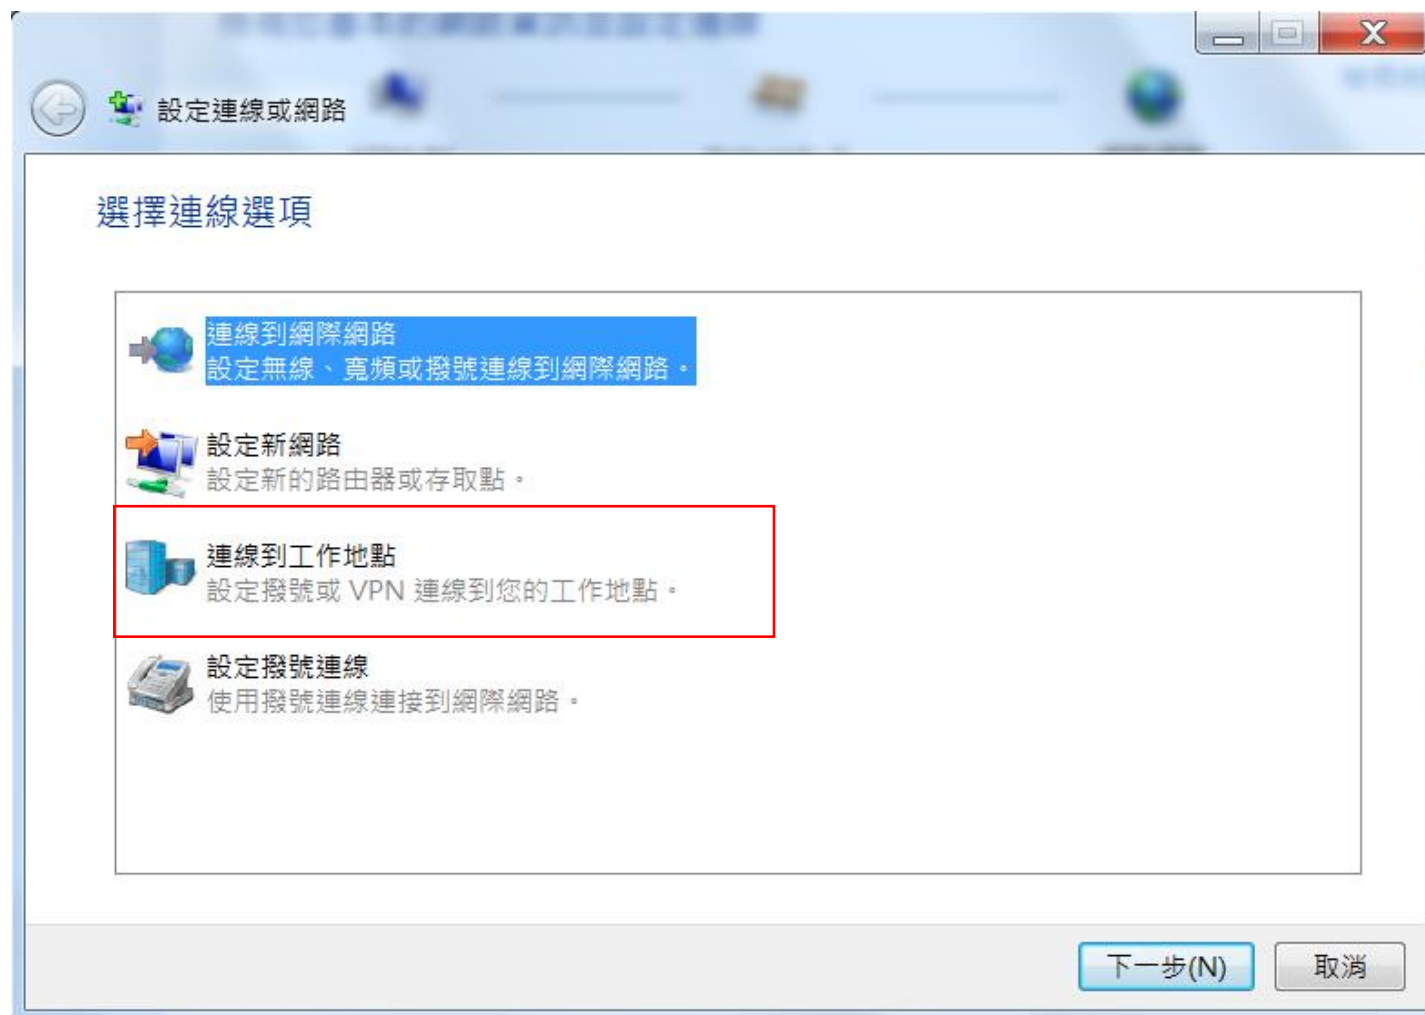 設定連線或網路
選擇連線選項
連線到網際網路
設定無線、寬頻或撥號連線到網際網路。
設定新網路
設定新的路由器或存取點。
連線到工作地點
設定撥號或 VPN 連線到您的工作地點。
設定撥號連線
使用撥號連線連接到網際網路。
下一步(N)
取消